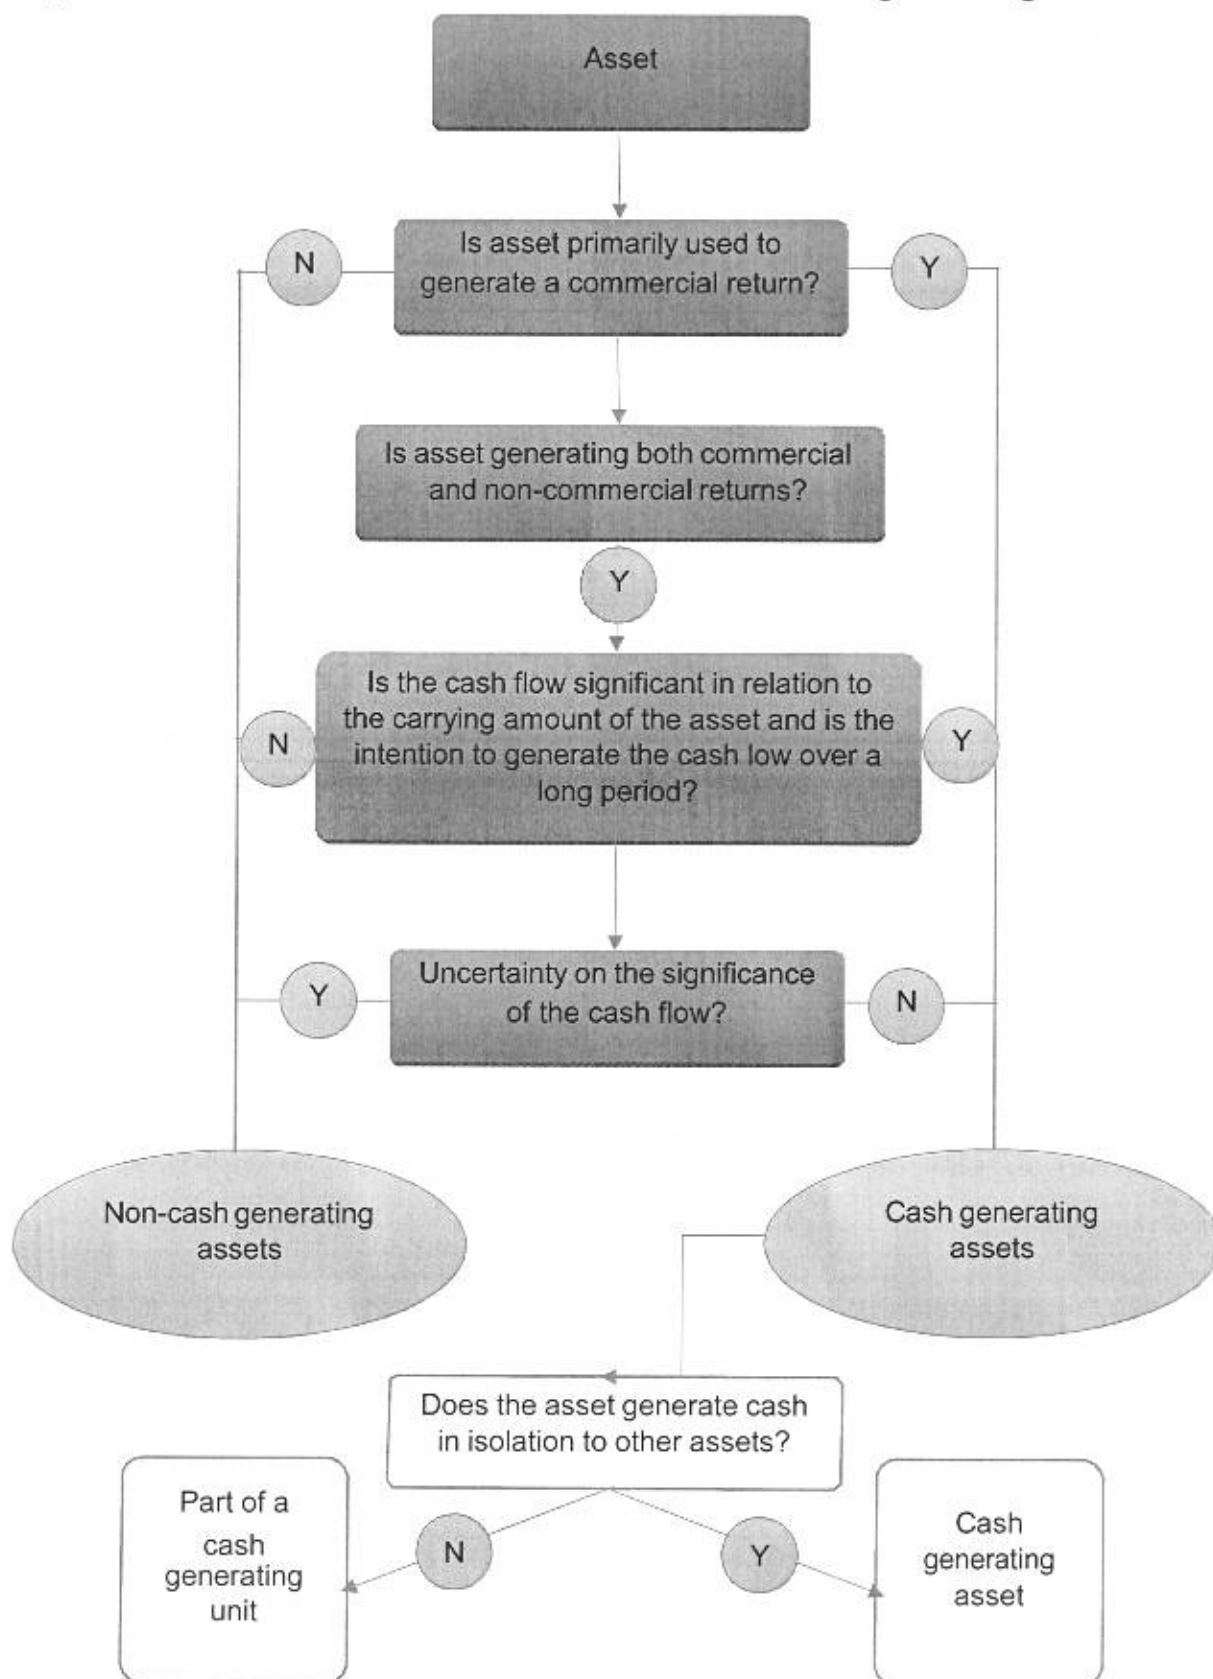 Asset
Is asset primarily used to
generate a commercial return?
N
Y
Is asset generating both commercial
and non-commercial returns?
Y
Is the cash flow significant in relation to
the carrying amount of the asset and is the
intention to generate the cash low over a
long period?
N
Y
Uncertainty on the significance
of the cash flow?
Y
N
Non-cash generating
assets
Cash generating
assets
Does the asset generate cash
in isolation to other assets?
N
Y
Part of a
cash
generating
unit
Cash
generating
asset